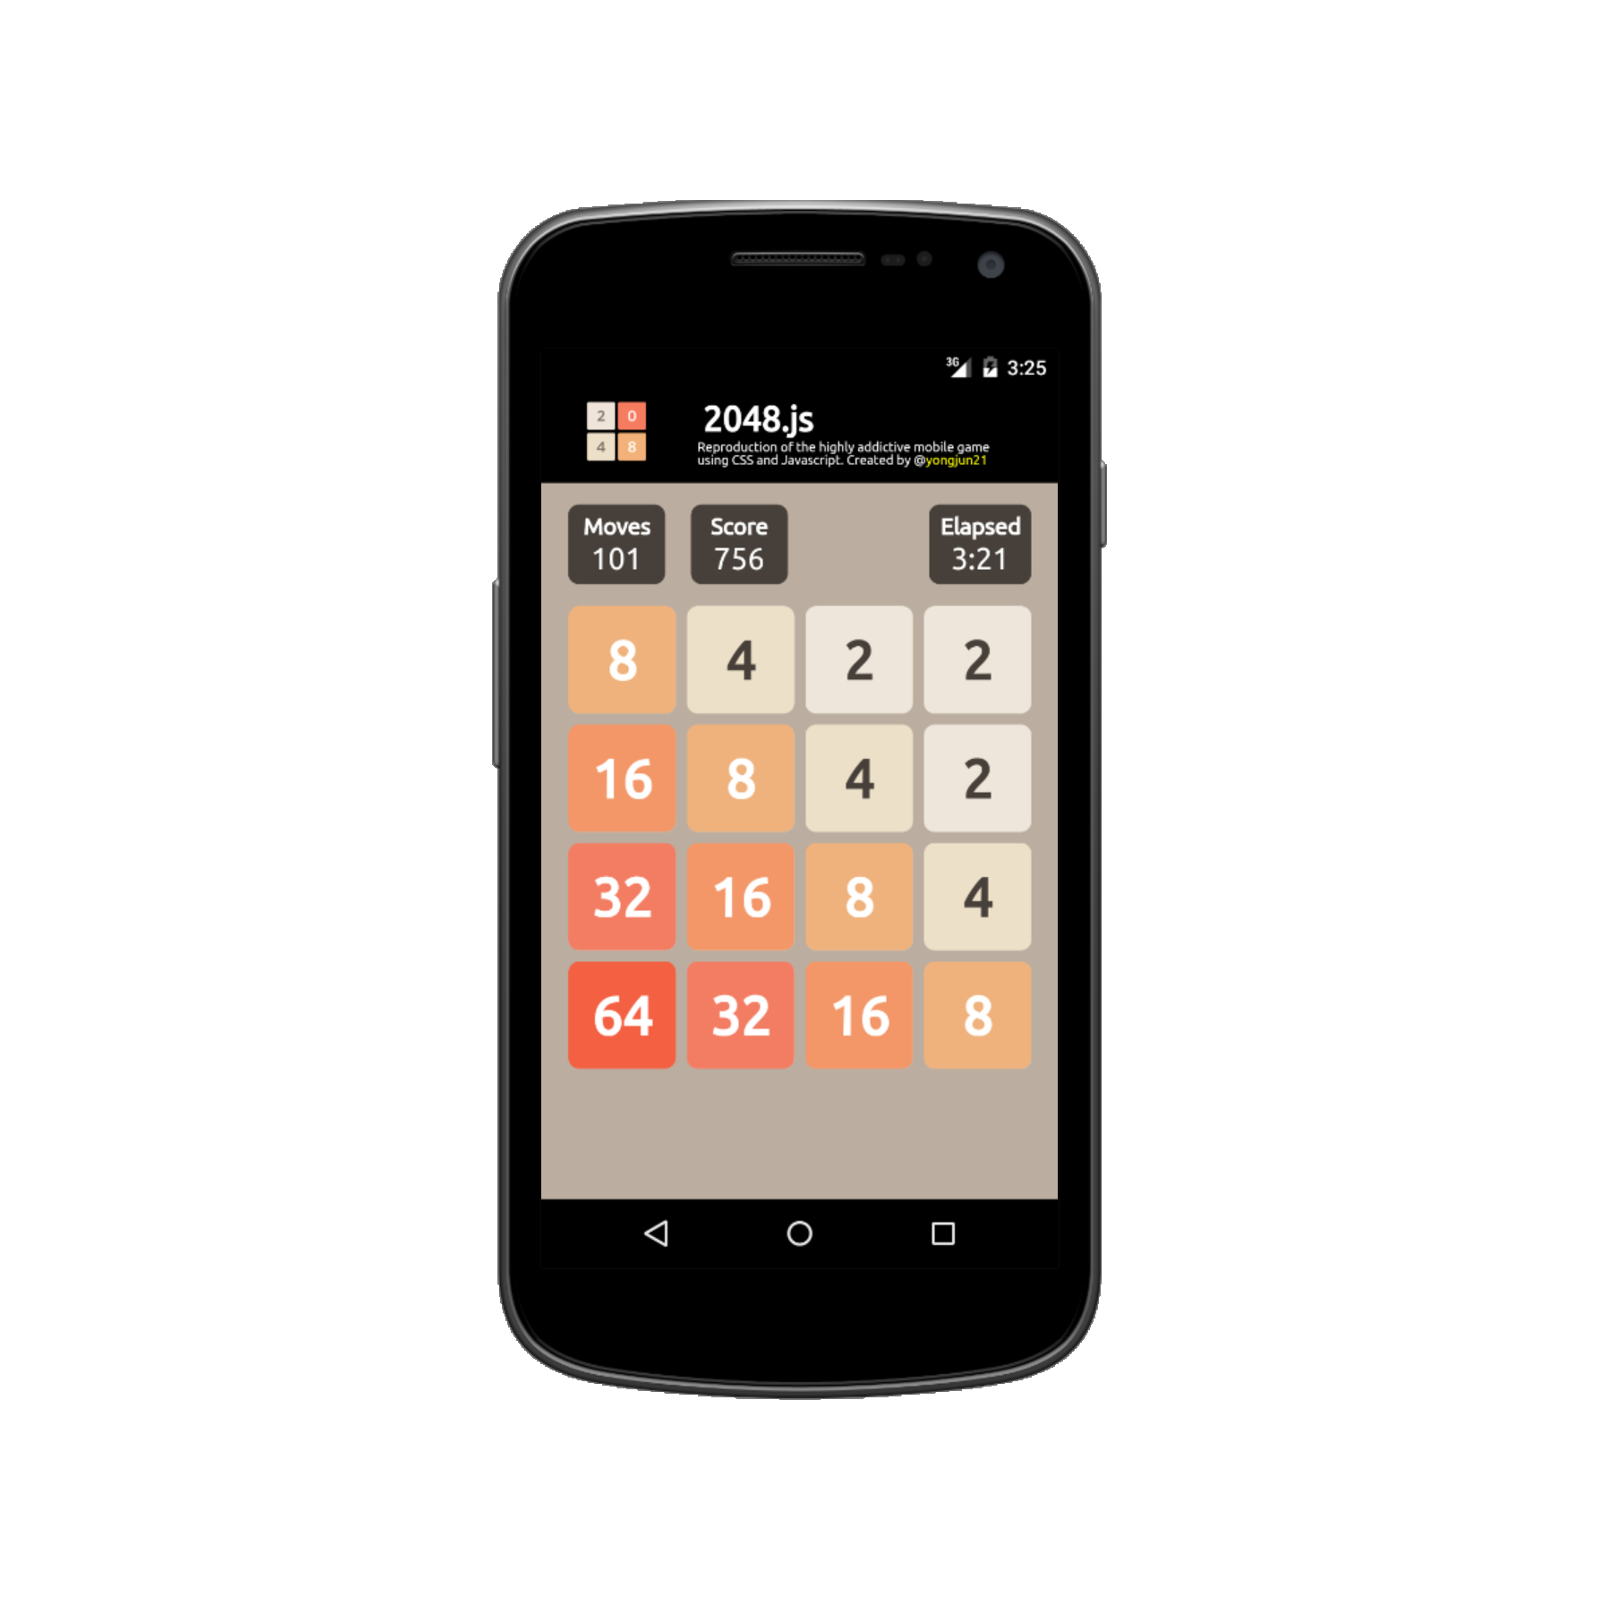 3G 3:25
2 0
4 8
2048.js
Reproduction of the highly addictive mobile game
using CSS and Javascript. Created by @yongjun21
Moves Score Elapsed
101 756 3:21
8 4 2 2
16 8 4 2
32 16 8 4
64 32 16 8